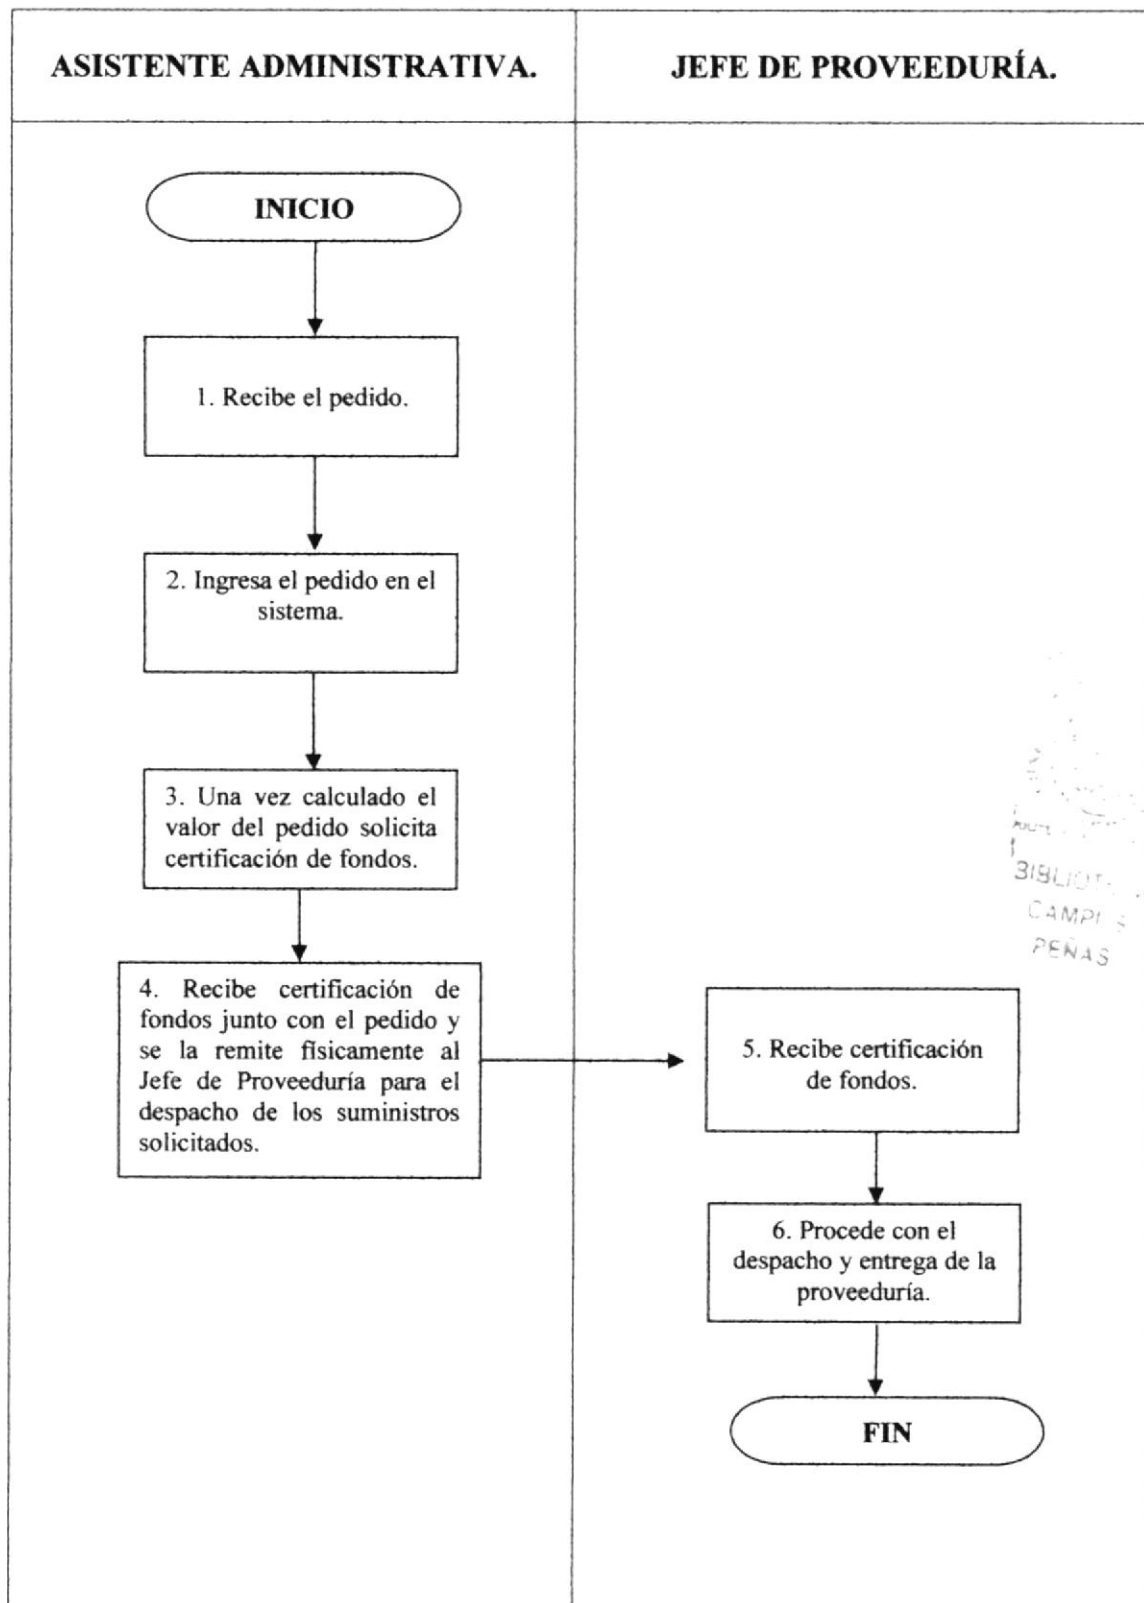 ASISTENTE ADMINISTRATIVA.
JEFE DE PROVEEDURÍA.
INICIO
1. Recibe el pedido.
2. Ingresa el pedido en el
sistema.
3. Una vez calculado el
valor del pedido solicita
certificación de fondos.
4. Recibe certificación de
fondos junto con el pedido y
se la remite físicamente al
Jefe de Proveeduría para el
despacho de los suministros
solicitados.
5. Recibe certificación
de fondos.
6. Procede con el
despacho y entrega de la
proveeduría.
FIN
PEÑAS